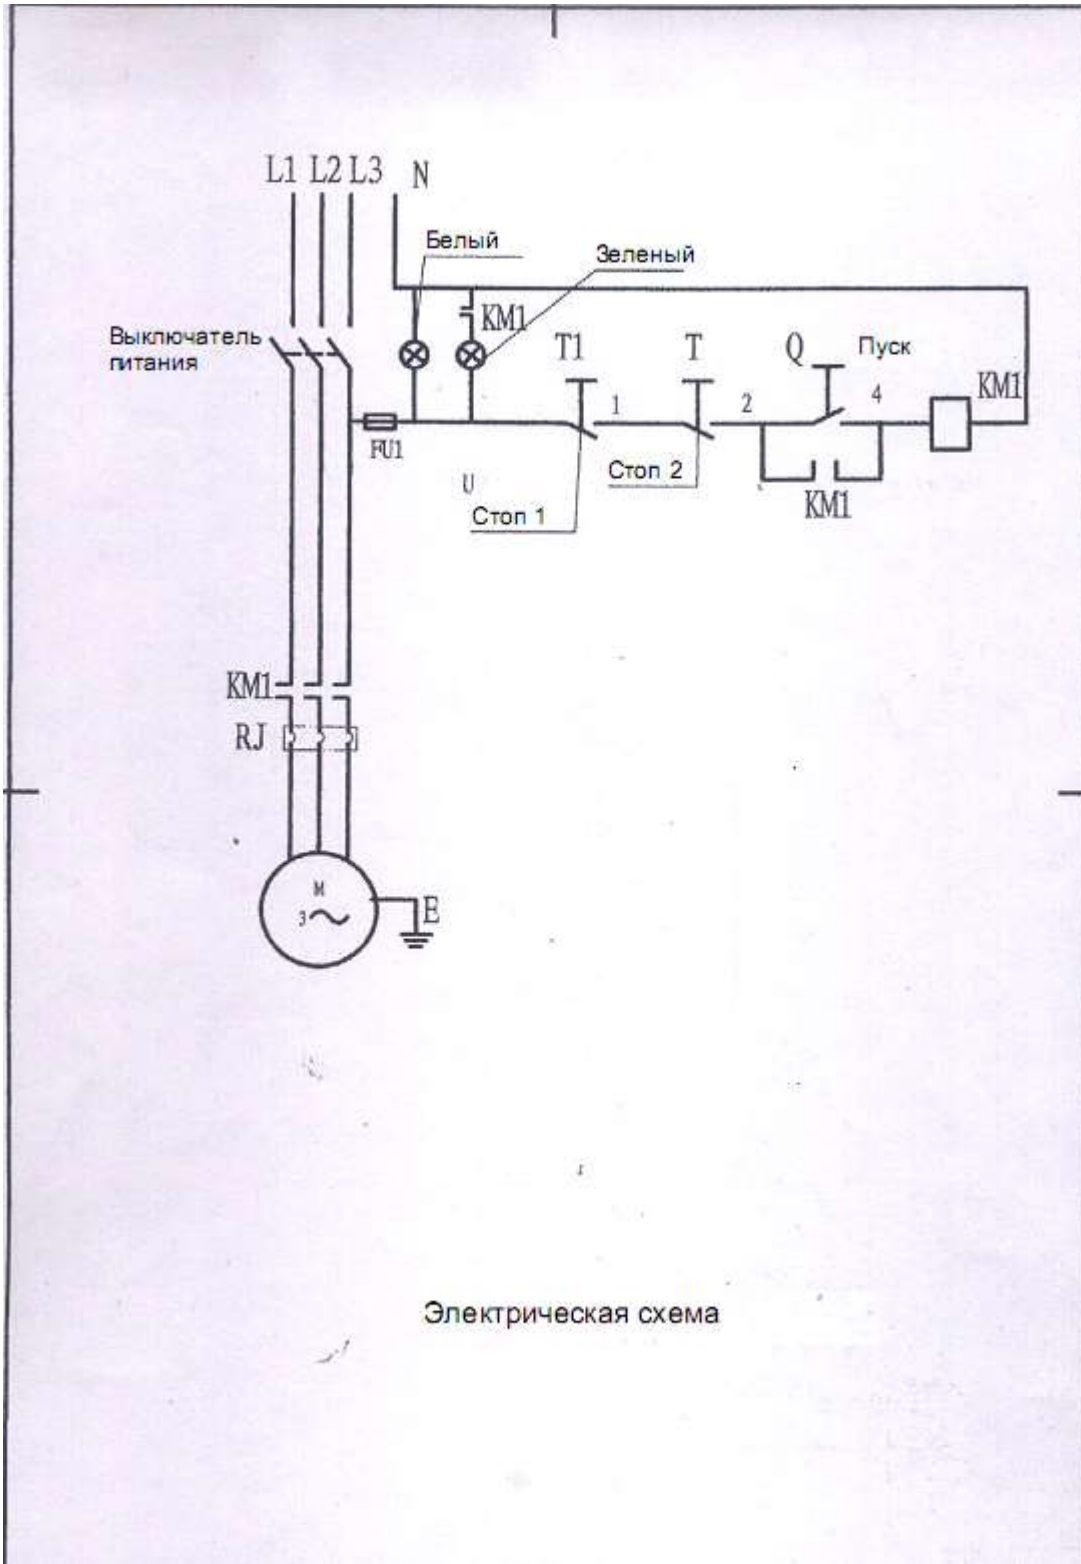 L1 L2 L3 N
Белый
Зеленый
KM1
Выключатель
питания
T1 T Q Пуск
KM1
1 2 4
FU1
Стоп 2
U
Стоп 1
KM1
KM1
RJ
M
3
E
Электрическая схема